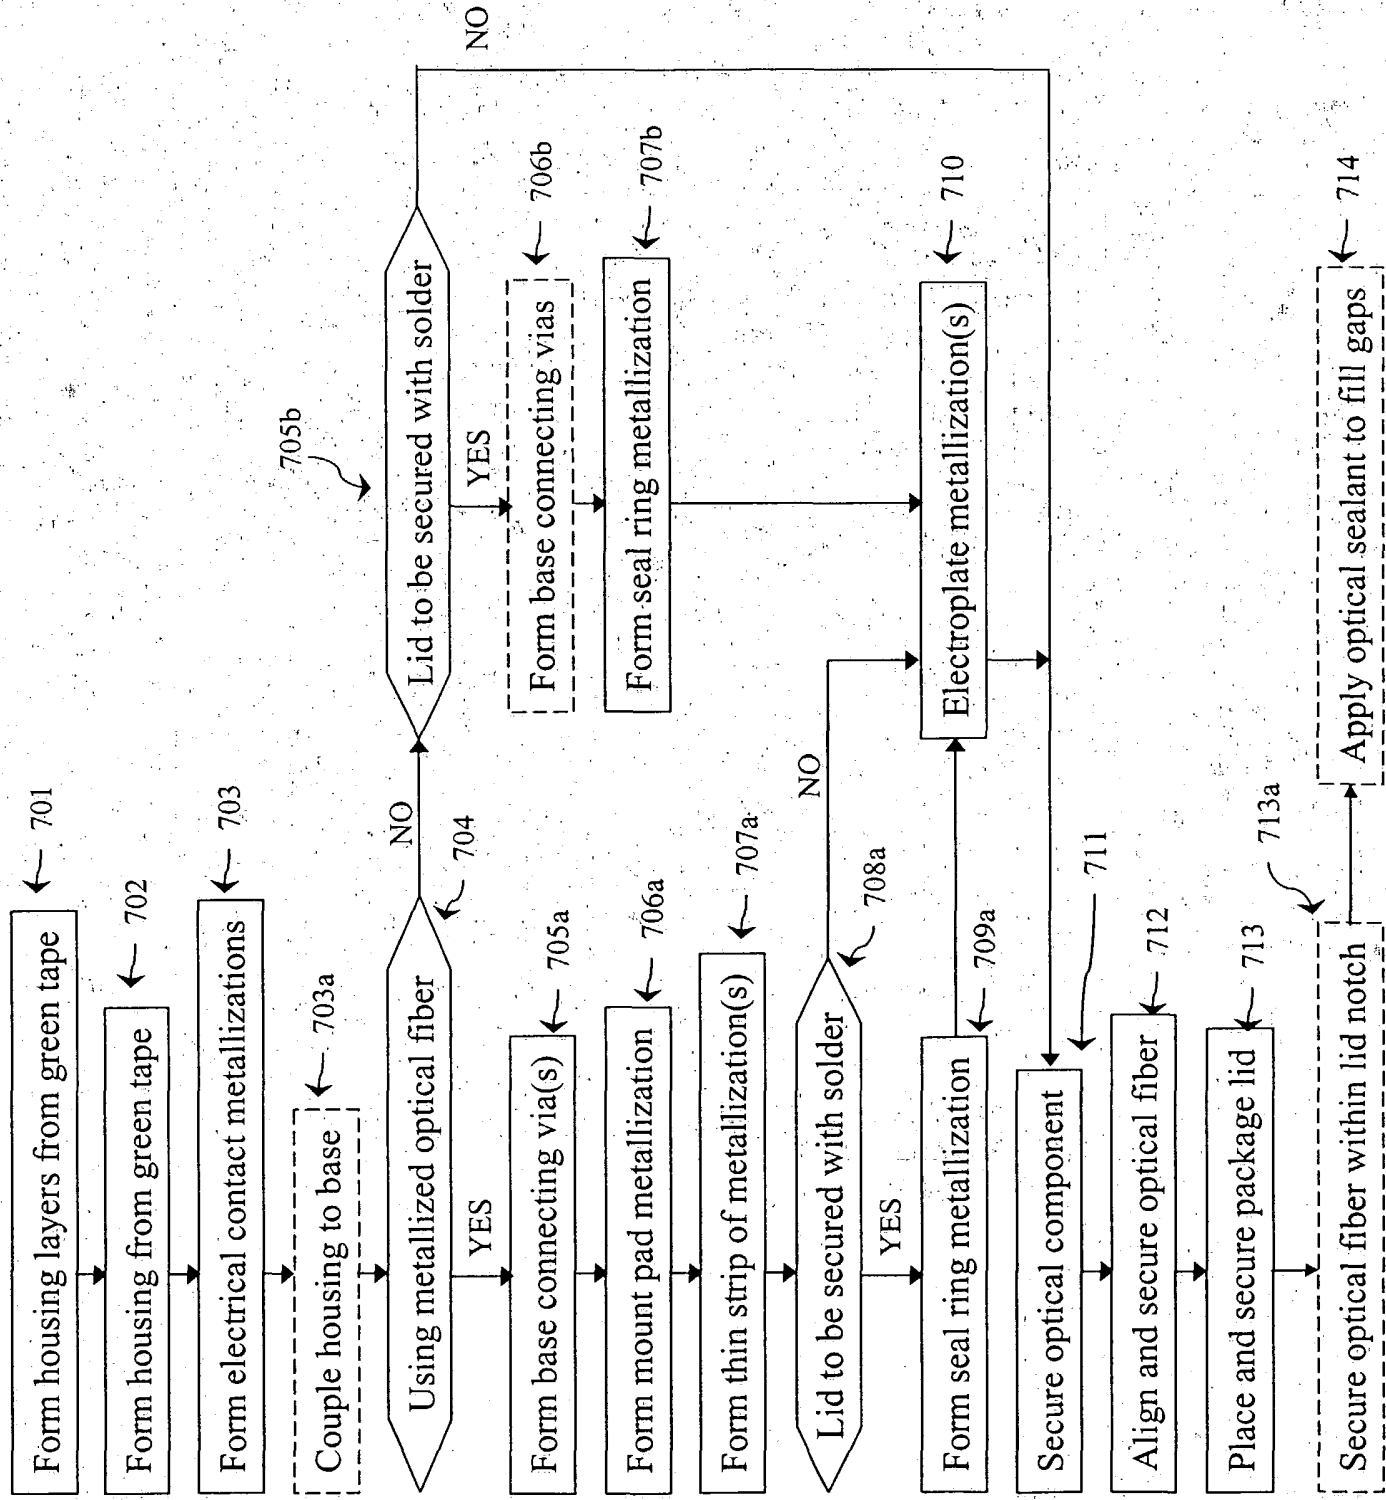 Form housing layers from green tape
701
Form housing from green tape
702
Form electrical contact metallizations
703
Couple housing to base
703a
Using metallized optical fiber
704
NO
YES
Lid to be secured with solder
705b
NO
YES
Form base connecting via(s)
705a
Form base connecting vias
706b
Form mount pad metallization
706a
Form seal ring metallization
707b
Form thin strip of metallization(s)
707a
Lid to be secured with solder
708a
NO
YES
Form seal ring metallization
709a
Electroplate metallization(s)
710
Secure optical component
711
Align and secure optical fiber
712
Place and secure package lid
713
Secure optical fiber within lid notch
713a
Apply optical sealant to fill gaps
714